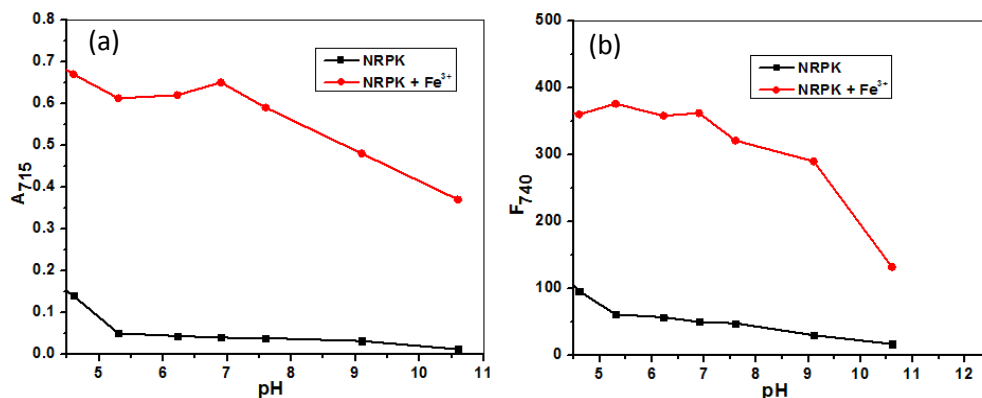 (a)
NRPK
NRPK + Fe³⁺
0.8
0.7
0.6
0.5
0.4
0.3
0.2
0.1
0.0
A₇₁₅
5 6 7 8 9 10 11
pH
(b)
NRPK
NRPK + Fe³⁺
500
400
300
200
100
0
F₇₄₀
5 6 7 8 9 10 11 12
pH